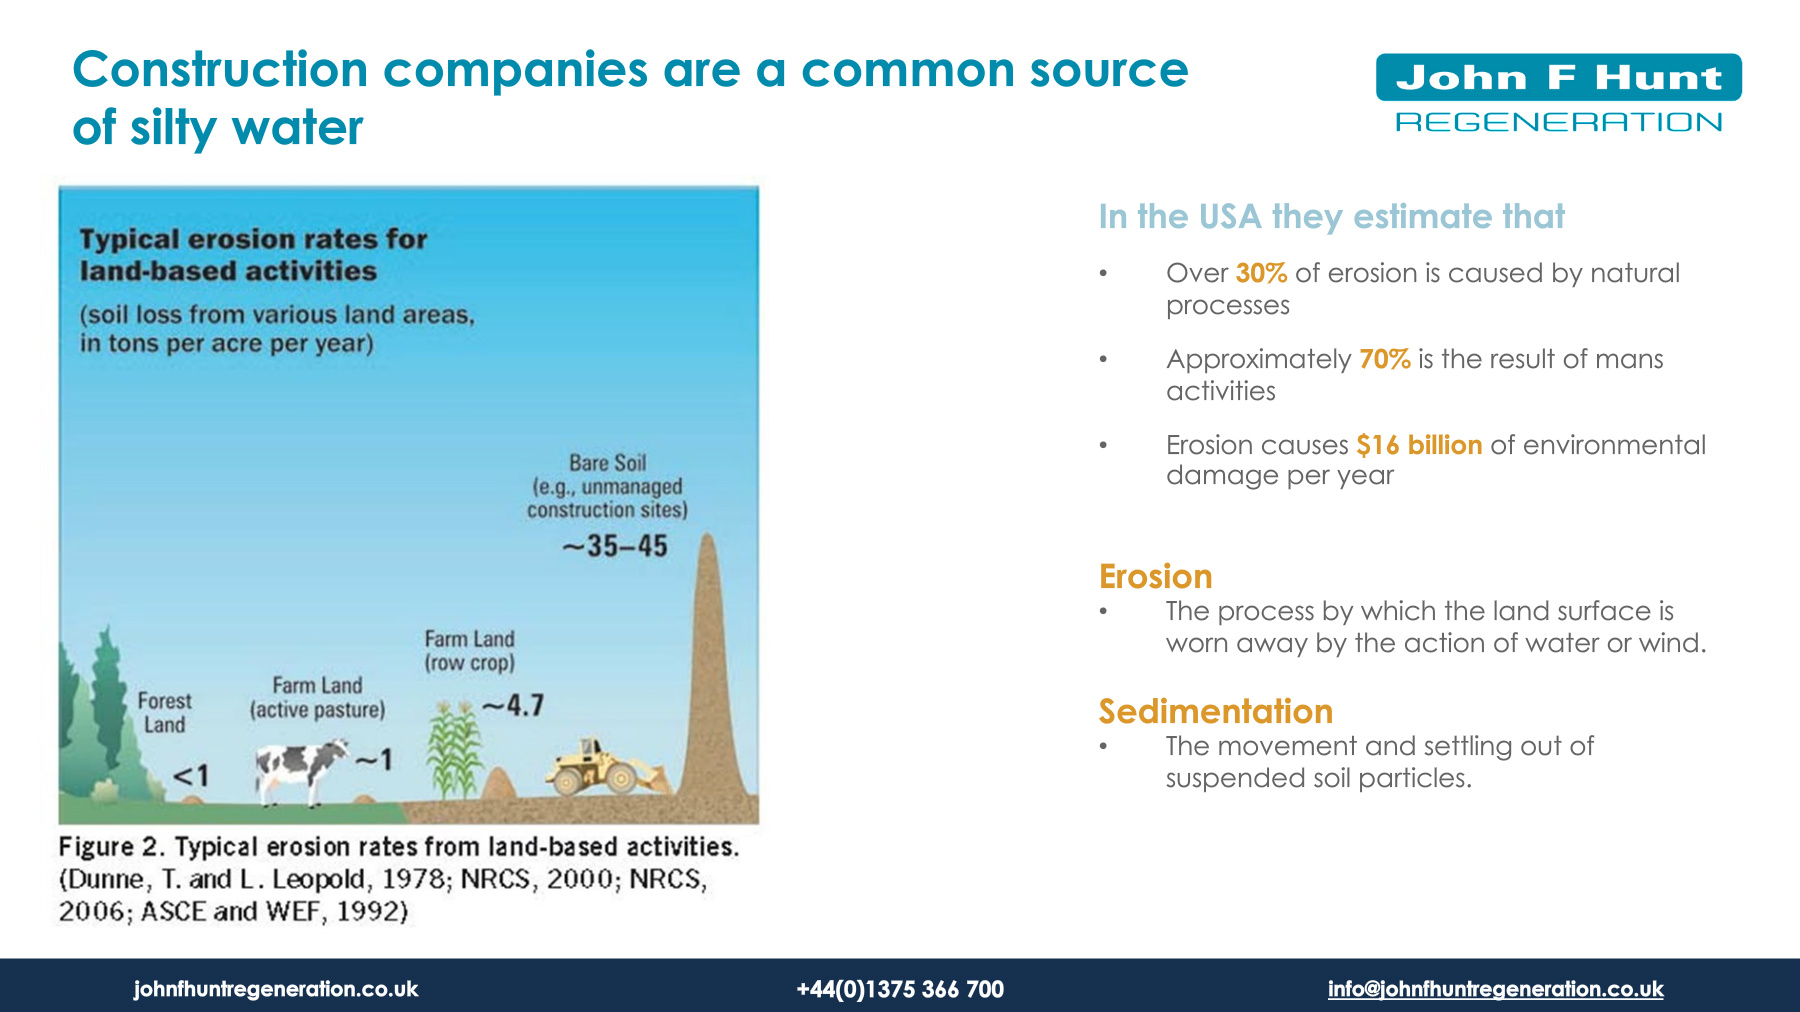 Construction companies are a common source
of silty water
John F Hunt
REGENERATION
Typical erosion rates for
land-based activities
(soil loss from various land areas,
in tons per acre per year)
Bare Soil
(e.g., unmanaged
construction sites)
~35–45
Farm Land
(row crop)
~4.7
Farm Land
(active pasture)
~1
Forest
Land
<1
Figure 2. Typical erosion rates from land-based activities.
(Dunne, T. and L. Leopold, 1978; NRCS, 2000; NRCS,
2006; ASCE and WEF, 1992)
In the USA they estimate that
• Over 30% of erosion is caused by natural
processes
• Approximately 70% is the result of mans
activities
• Erosion causes $16 billion of environmental
damage per year
Erosion
• The process by which the land surface is
worn away by the action of water or wind.
Sedimentation
• The movement and settling out of
suspended soil particles.
johnfhuntregeneration.co.uk
+44(0)1375 366 700
info@johnfhuntregeneration.co.uk